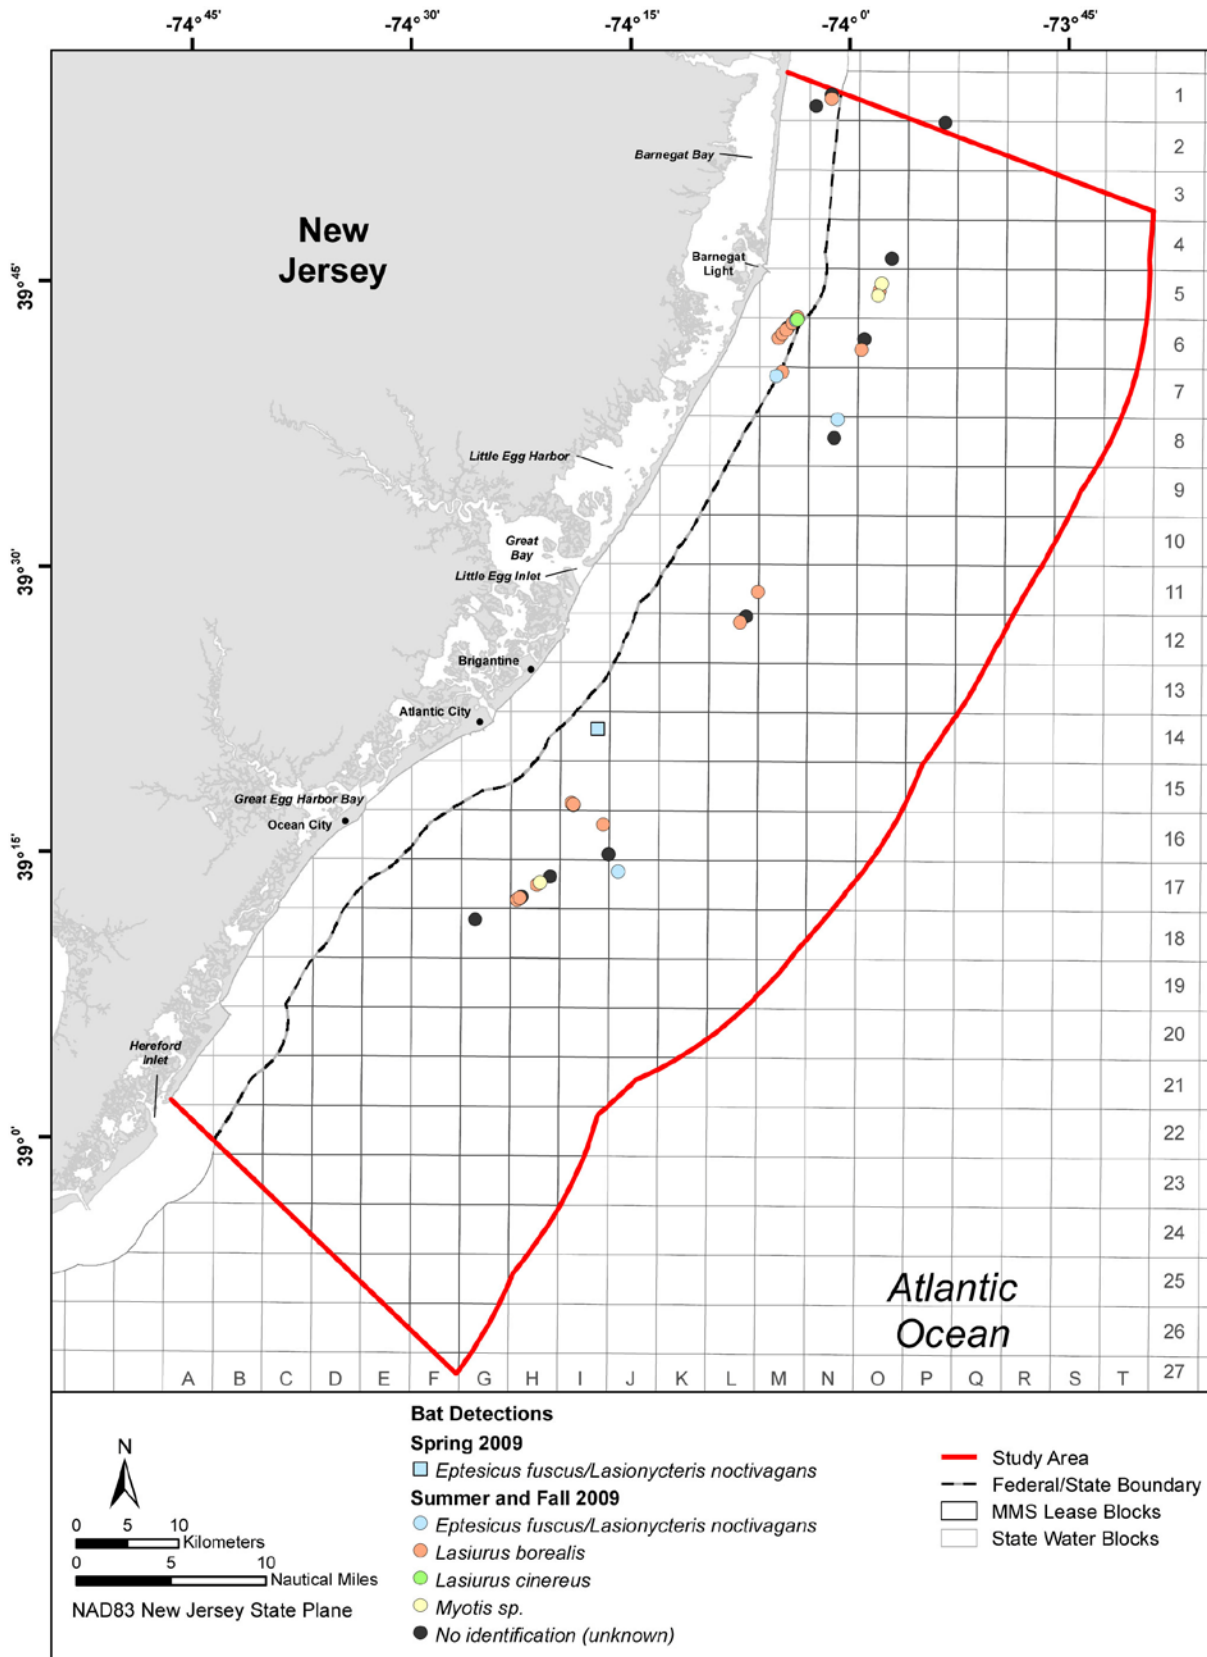 -74°45'
-74°30'
-74°15'
-74°0'
-73°45'
1
2
Barnegat Bay
3
New
Jersey
4
Barnegat
Light
39°45'
5
6
7
8
Little Egg Harbor
9
Great
Bay
10
39°30'
Little Egg Inlet
11
12
Brigantine
13
Atlantic City
14
15
Great Egg Harbor Bay
Ocean City
16
39°15'
17
18
19
20
Hereford
Inlet
21
39°0'
22
23
24
25
Atlantic
Ocean
26
27
A B C D E F G H I J K L M N O P Q R S T
Bat Detections
Spring 2009
Eptesicus fuscus/Lasionycteris noctivagans
Summer and Fall 2009
Eptesicus fuscus/Lasionycteris noctivagans
Lasiurus borealis
Lasiurus cinereus
Myotis sp.
No identification (unknown)
N
0 5 10
Kilometers
0 5 10
Nautical Miles
NAD83 New Jersey State Plane
Study Area
Federal/State Boundary
MMS Lease Blocks
State Water Blocks